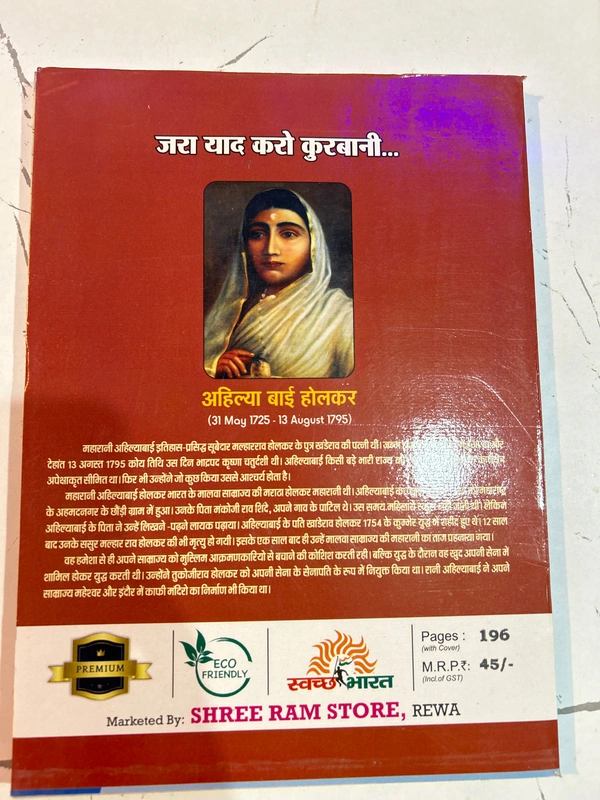 जरा याद करो कुरबानी...
अहिल्या बाई होलकर
(31 May 1725 - 13 August 1795)
महारानी अहिल्याबाई इतिहास-प्रसिद्ध सूबेदार मल्हारराव होलकर के पुत्र खंडेराव की पत्नी थी। जन्म
देहांत 13 अगस्त 1795 कोय तिथि उस दिन भाद्रपद कृष्णा चतुर्दशी थी। अहिल्याबाई किसी बड़े भारी राज्य
अपेक्षाकृत सीमित था। फिर भी उन्होंने जो कुछ किया उससे आश्चर्य होता है।
महारानी अहिल्याबाई होलकर भारत के मालवा साम्राज्य की मराठा होलकर महारानी थी। अहिल्याबाई का महाराष्ट्र
के अहमदनगर के छौंड़ी ग्राम में हुआ। उनके पिता मंकोजी राव शिंदे, अपने गाव के पाटिल थे। उस समय महिलाये स्कूल नही जाती थी। लेकिन
अहिल्याबाई के पिता ने उन्हें लिखने -पढ़ने लायक पढ़ाया। अहिल्याबाई के पति खांडेराव होलकर 1754 के कुम्भेर युद्ध में शहीद हुए थे। 12 साल
बाद उनके ससुर मल्हार राव होलकर की भी मृत्यु हो गयी। इसके एक साल बाद ही उन्हें मालवा साम्राज्य की महारानी का ताज पहनाया गया।
वह हमेशा से ही अपने साम्राज्य को मुस्लिम आक्रमणकारियो से बचाने की कोशिश करती रही। बल्कि युद्ध के दौरान वह खुद अपनी सेना में
शामिल होकर युद्ध करती थी। उन्होंने तुकोजीराव होलकर को अपनी सेना के सेनापति के रूप में नियुक्त किया था। रानी अहिल्याबाई ने अपने
साम्राज्य महेश्वर और इंदौर में काफी मंदिरो का निर्माण भी किया था।
PREMIUM
ECO
FRIENDLY
स्वच्छ भारत
Pages : 196
(with Cover)
M.R.P.₹: 45/-
(Incl.of GST)
Marketed By: SHREE RAM STORE, REWA